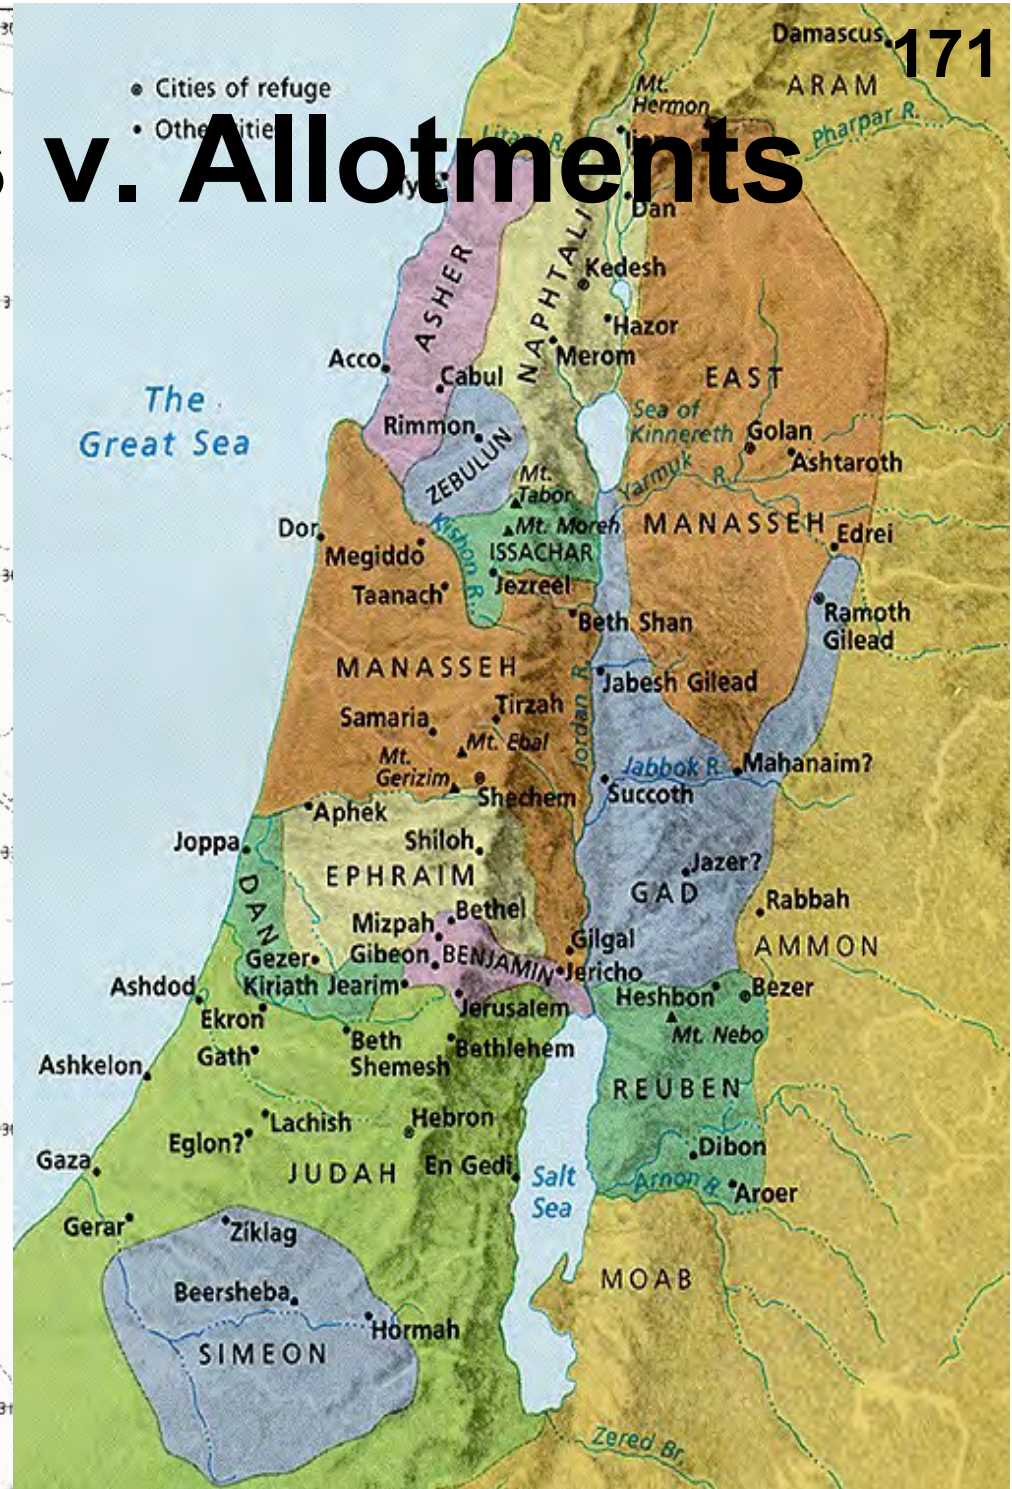 171
v. Allotments
Cities of refuge
Damascus
ARAM
Mt.
Hermon
Pharpar R.
Litani R.
Dan
ASHER
NAPHTALI
Kedesh
Hazor
Merom
Acco
Cabul
EAST
The
Great Sea
Rimmon
Sea of
Kinnereth
Golan
Ashtaroth
ZEBULUN
Mt.
Tabor
Yarmuk R.
Kishon R.
Mt. Moreh
MANASSEH
Edrei
Dor
Megiddo
ISSACHAR
Jezreel
Taanach
Beth Shan
Ramoth
Gilead
MANASSEH
Jordan R.
Jabesh Gilead
Tirzah
Samaria
Mt. Ebal
Mt.
Gerizim
Jabbok R.
Mahanaim?
Shechem
Succoth
Aphek
Joppa
Shiloh
EPHRAIM
Jazer?
DAN
GAD
Rabbah
Bethel
Mizpah
Gilgal
AMMON
Gezer
Gibeon
BENJAMIN
Jericho
Ashdod
Kiriath Jearim
Heshbon
Bezer
Jerusalem
Ekron
Mt. Nebo
Beth
Shemesh
Bethlehem
Gath
Ashkelon
REUBEN
Lachish
Hebron
Eglon?
Dibon
Gaza
JUDAH
En Gedi
Salt
Sea
Arnon R.
Aroer
Gerar
Ziklag
MOAB
Beersheba
Hormah
SIMEON
Zered Br.